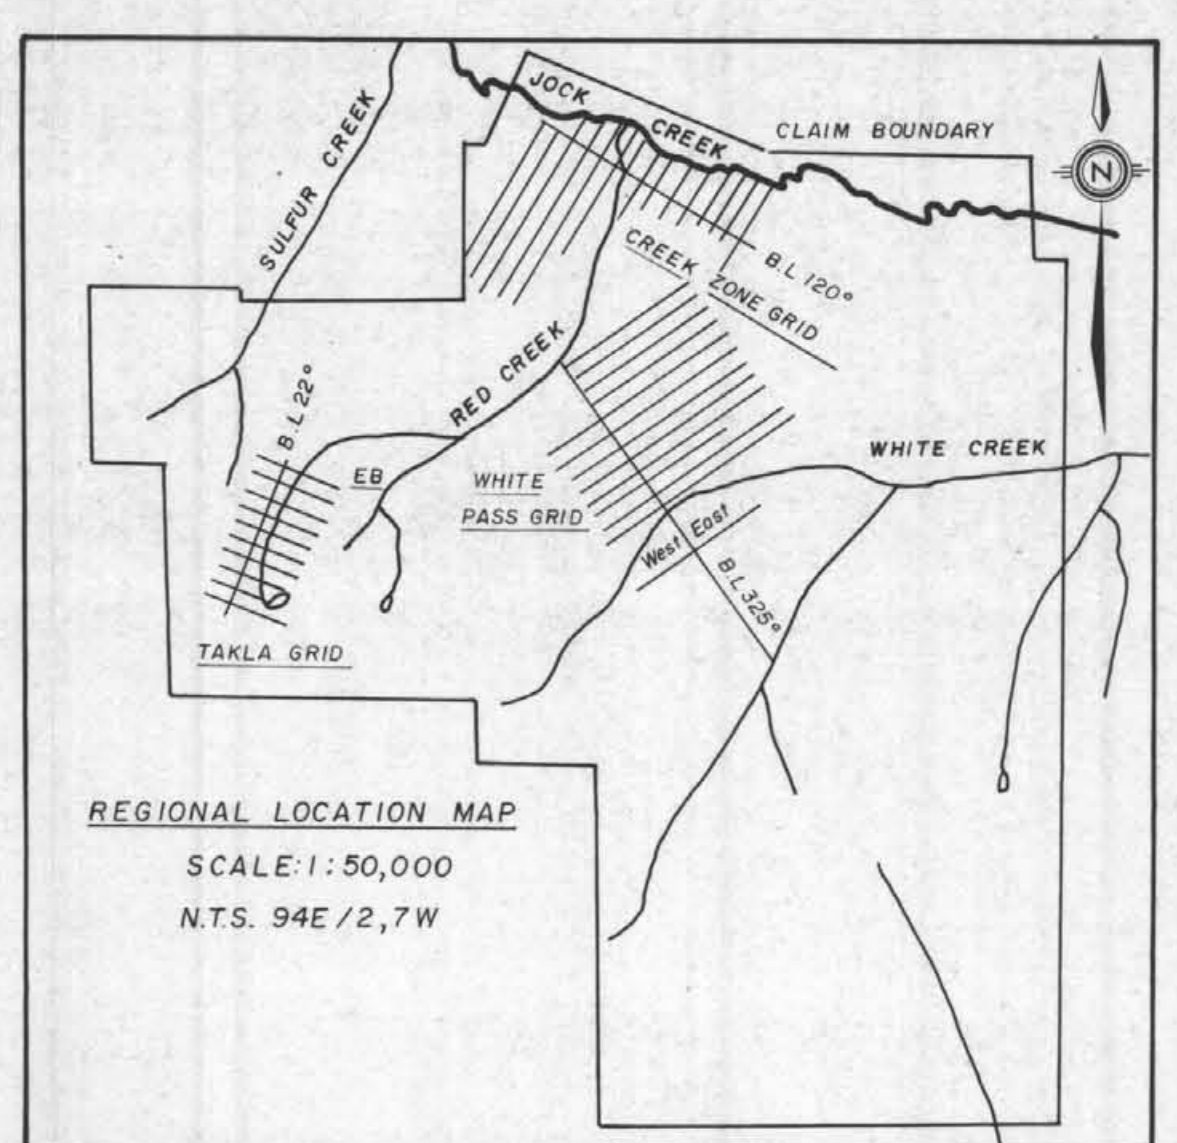 JOCK CREEK
CLAIM BOUNDARY
SULFUR CREEK
N
CREEK ZONE GRID
B.L. 120°
RED CREEK
B.L. 22°
WHITE CREEK
EB
WHITE
PASS GRID
West East
B.L. 325°
TAKLA GRID
REGIONAL LOCATION MAP
SCALE: 1 : 50,000
N.T.S. 94E / 2,7 W